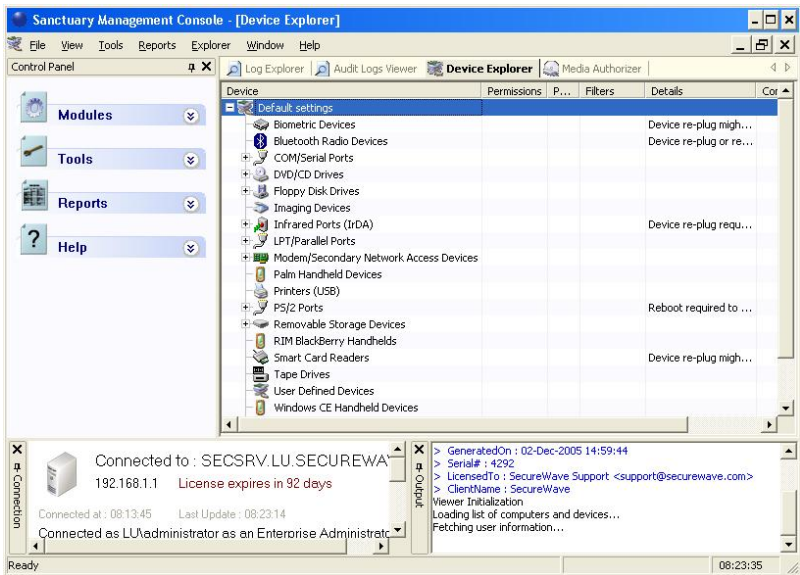 Sanctuary Management Console - [Device Explorer]
File View Tools Reports Explorer Window Help
Control Panel
Modules
Tools
Reports
? Help
Log Explorer Audit Logs Viewer Device Explorer Media Authorizer
Device Permissions P... Filters Details Cor
Default settings
Biometric Devices Device re-plug migh...
Bluetooth Radio Devices Device re-plug or re...
COM/Serial Ports
DVD/CD Drives
Floppy Disk Drives
Imaging Devices
Infrared Ports (IrDA) Device re-plug requ...
LPT/Parallel Ports
Modem/Secondary Network Access Devices
Palm Handheld Devices
Printers (USB)
PS/2 Ports Reboot required to ...
Removable Storage Devices
RIM BlackBerry Handhelds
Smart Card Readers Device re-plug migh...
Tape Drives
User Defined Devices
Windows CE Handheld Devices
Connection
Connected to : SECSRV.LU.SECUREWA
192.168.1.1 License expires in 92 days
Connected at : 08:13:45 Last Update : 08:23:14
Connected as LU\administrator as an Enterprise Administrato
Output
> GeneratedOn : 02-Dec-2005 14:59:44
> Serial# : 4292
> LicensedTo : SecureWave Support <support@securewave.com>
> ClientName : SecureWave
Viewer Initialization
Loading list of computers and devices...
Fetching user information...
Ready 08:23:35